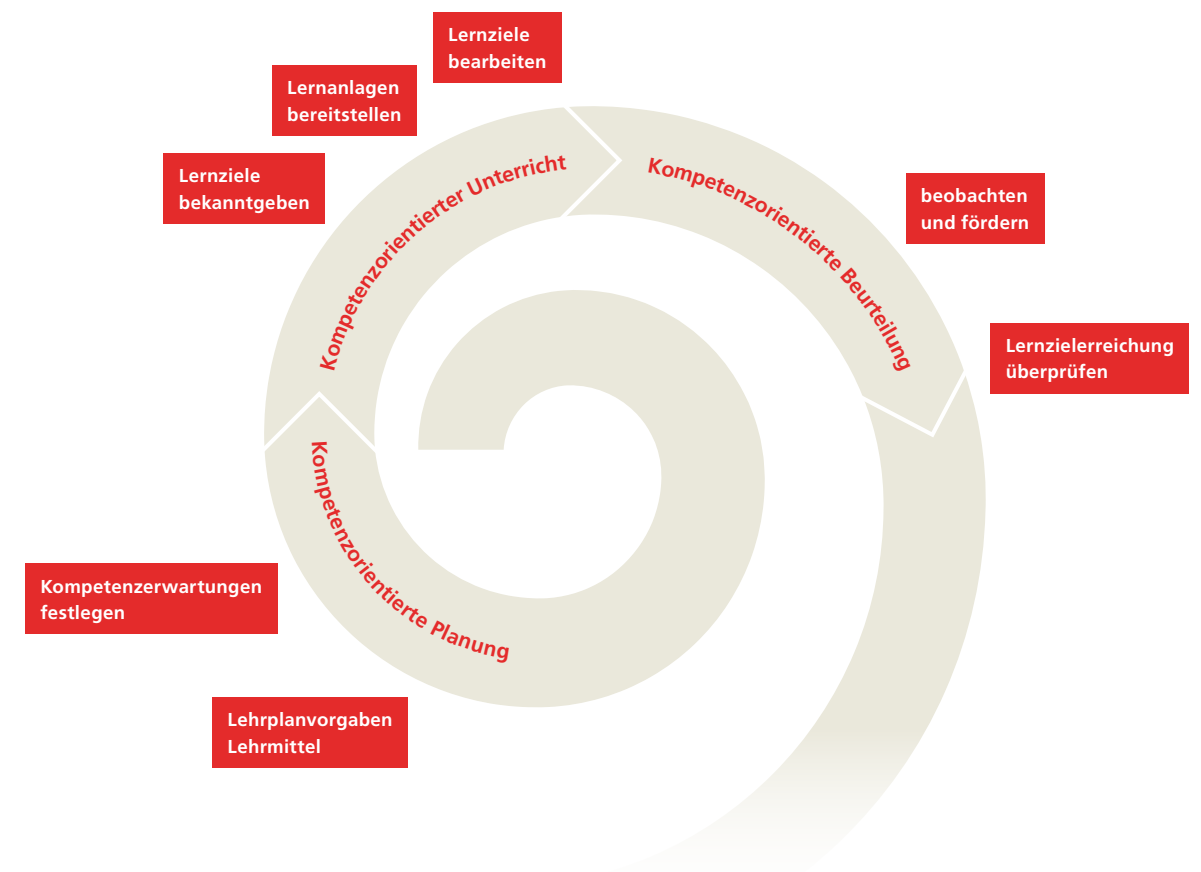 Lernziele
bearbeiten
Lernanlagen
bereitstellen
Lernziele
bekanntgeben
Kompetenzorientierter Unterricht
Kompetenzorientierte Beurteilung
beobachten
und fördern
Lernzielerreichung
überprüfen
Kompetenzorientierte Planung
Kompetenzerwartungen
festlegen
Lehrplanvorgaben
Lehrmittel